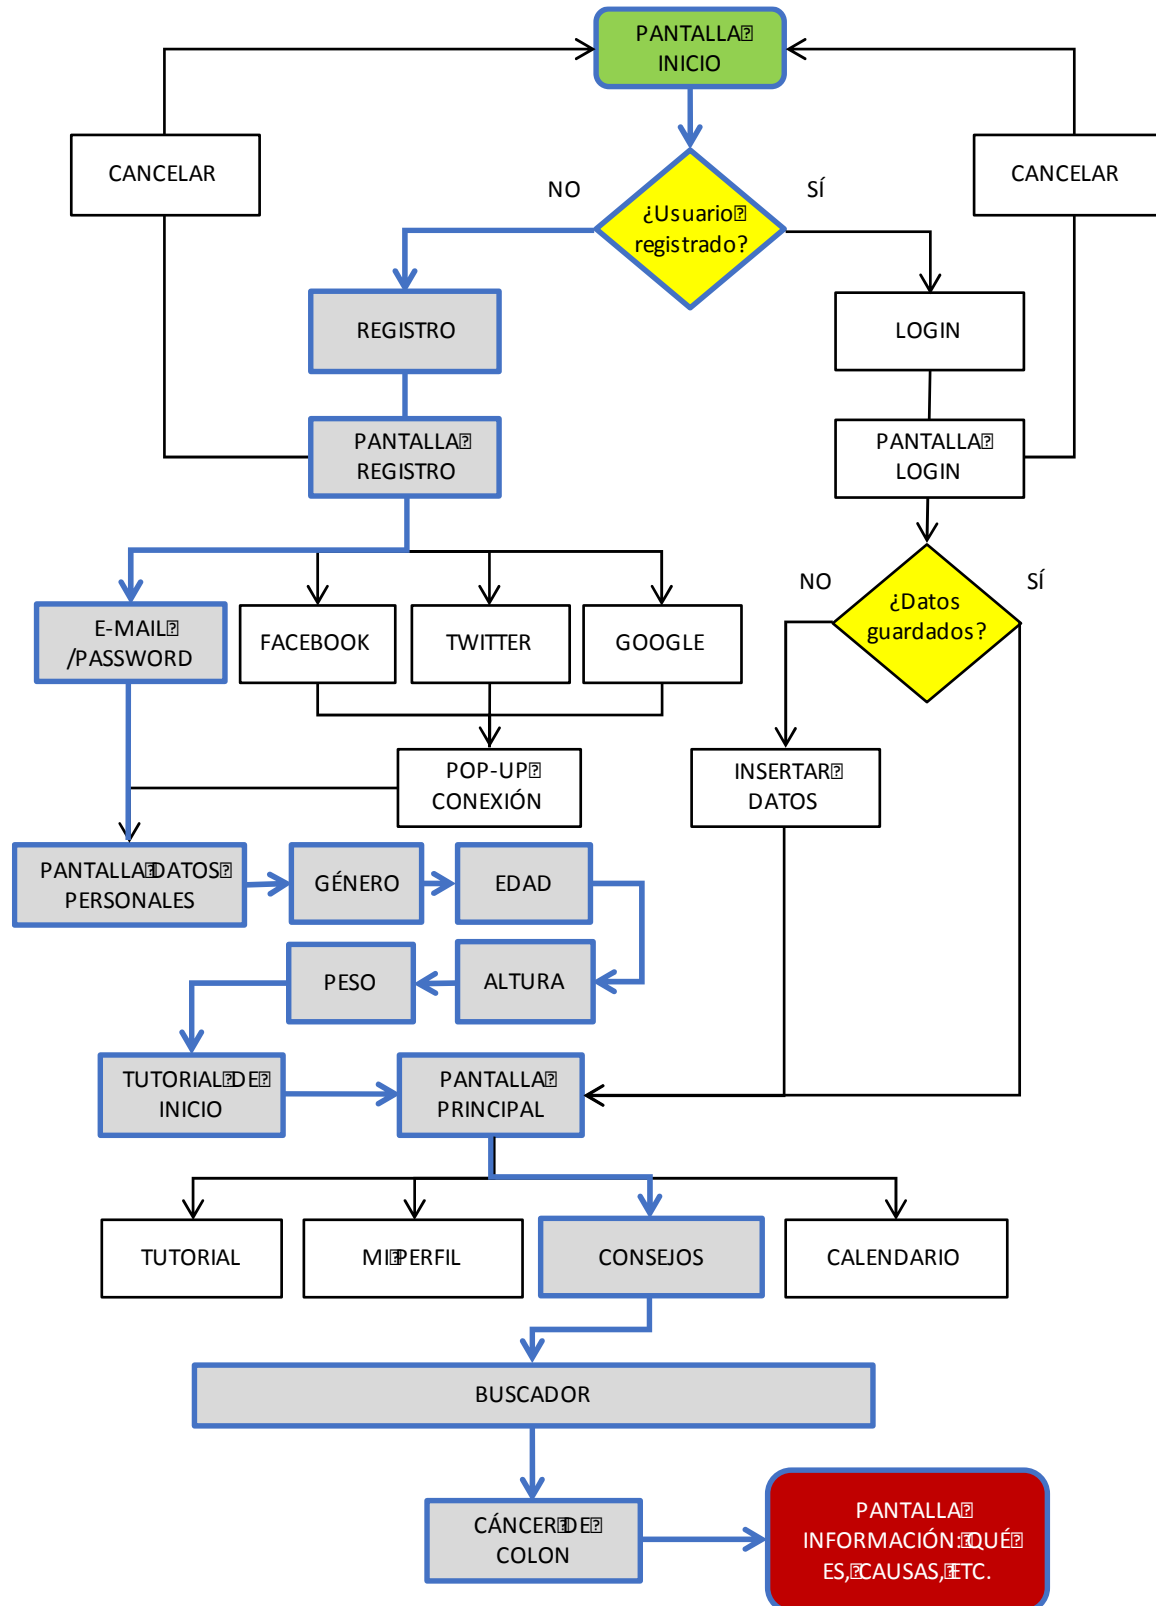 PANTALLA
INICIO
CANCELAR
CANCELAR
NO
SÍ
¿Usuario
registrado?
REGISTRO
LOGIN
PANTALLA
REGISTRO
PANTALLA
LOGIN
NO
SÍ
¿Datos
guardados?
E-MAIL
/PASSWORD
FACEBOOK
TWITTER
GOOGLE
POP-UP
CONEXIÓN
INSERTAR
DATOS
PANTALLA DATOS
PERSONALES
GÉNERO
EDAD
PESO
ALTURA
TUTORIAL DE
INICIO
PANTALLA
PRINCIPAL
TUTORIAL
MI PERFIL
CONSEJOS
CALENDARIO
BUSCADOR
CÁNCER DE
COLON
PANTALLA
INFORMACIÓN: QUÉ
ES, CAUSAS, ETC.